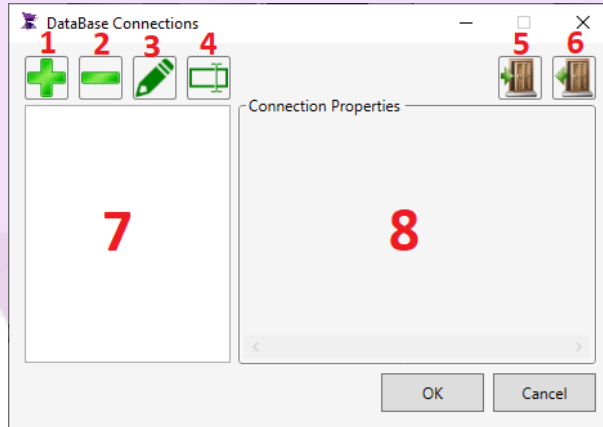 DataBase Connections
1 2 3 4 5 6
Connection Properties
7 8
OK Cancel